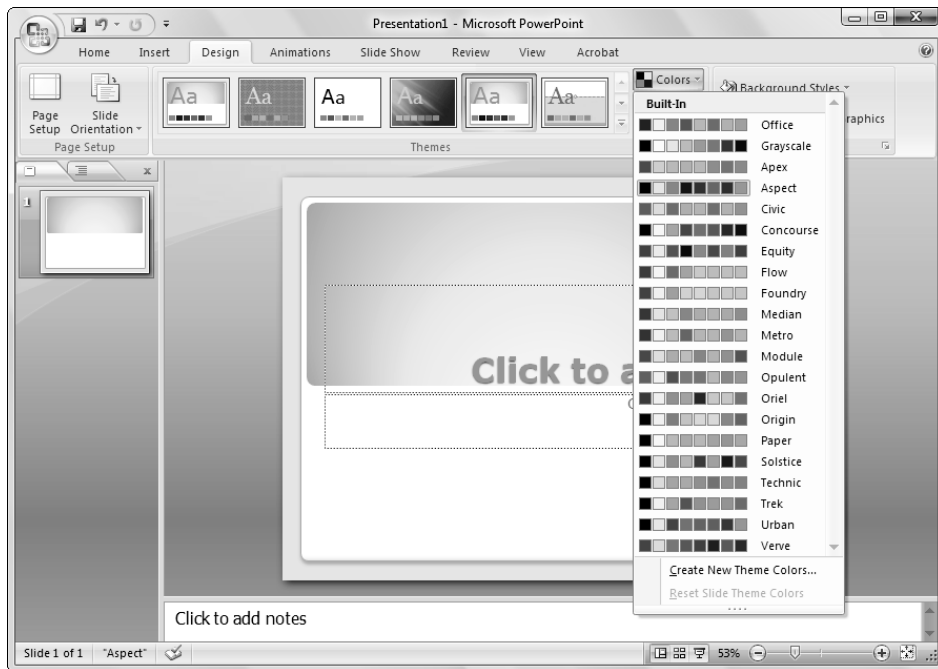 Presentation1 - Microsoft PowerPoint
Home Insert Design Animations Slide Show Review View Acrobat
Page Setup
Slide Orientation
Aa Aa Aa Aa Aa Aa
Colors
Background Styles
raphics
Page Setup
Themes
Built-In
Office
Grayscale
Apex
Aspect
Civic
Concourse
Equity
Flow
Foundry
Median
Metro
Module
Opulent
Oriel
Origin
Paper
Solstice
Technic
Trek
Urban
Verve
Create New Theme Colors...
Reset Slide Theme Colors
1
Click to a
Click to add notes
Slide 1 of 1 "Aspect" 53%